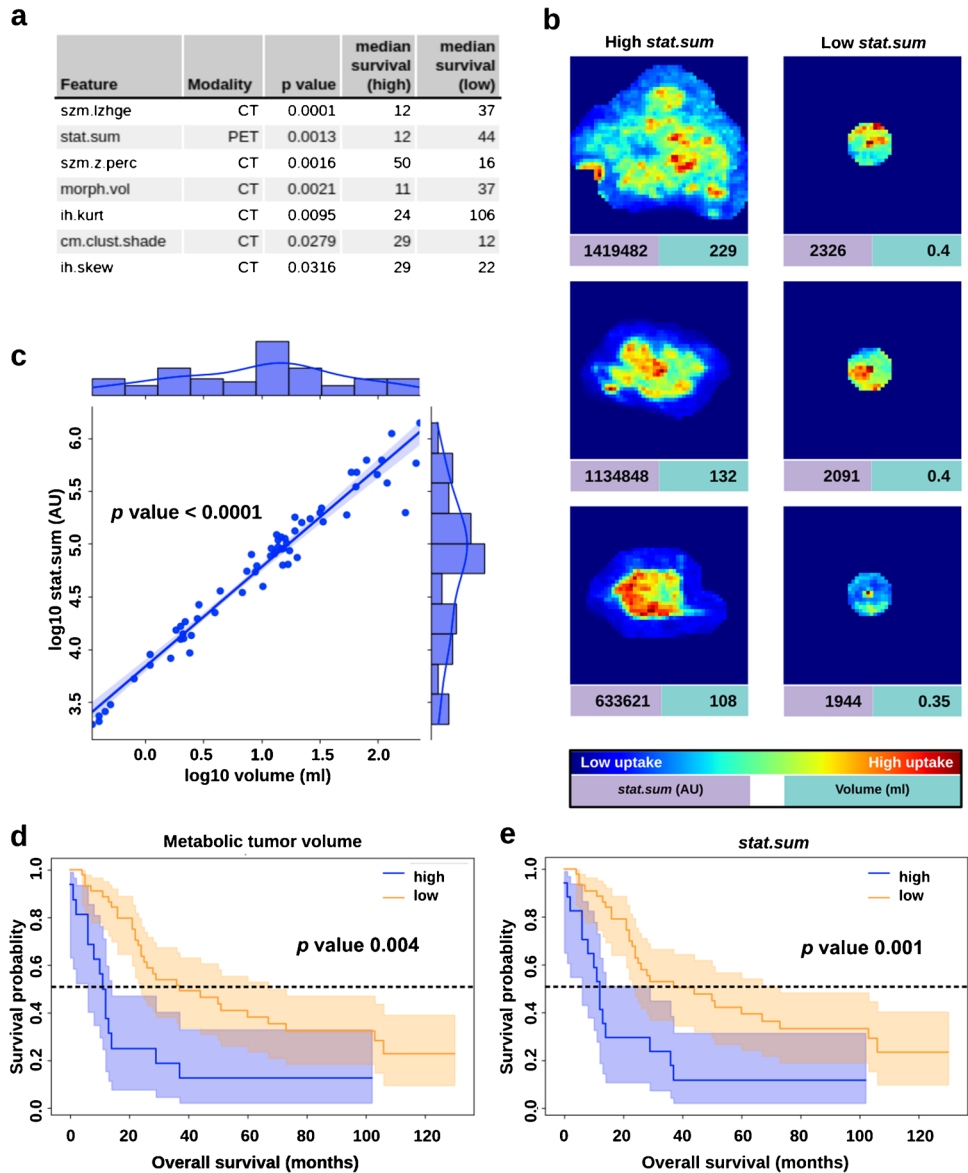 a
Feature Modality p value median survival (high) median survival (low)
szm.lzhge CT 0.0001 12 37
stat.sum PET 0.0013 12 44
szm.z.perc CT 0.0016 50 16
morph.vol CT 0.0021 11 37
ih.kurt CT 0.0095 24 106
cm.clust.shade CT 0.0279 29 12
ih.skew CT 0.0316 29 22
b
High stat.sum Low stat.sum
1419482 229 2326 0.4
1134848 132 2091 0.4
633621 108 1944 0.35
Low uptake High uptake
stat.sum (AU) Volume (ml)
c
p value < 0.0001
log10 stat.sum (AU)
6.0
5.5
5.0
4.5
4.0
3.5
0.0 0.5 1.0 1.5 2.0
log10 volume (ml)
d
Metabolic tumor volume
high
low
p value 0.004
Survival probablity
1.0
0.8
0.6
0.4
0.2
0.0
0 20 40 60 80 100 120
Overall survival (months)
e
stat.sum
high
low
p value 0.001
Survival probablity
1.0
0.8
0.6
0.4
0.2
0.0
0 20 40 60 80 100 120
Overall survival (months)